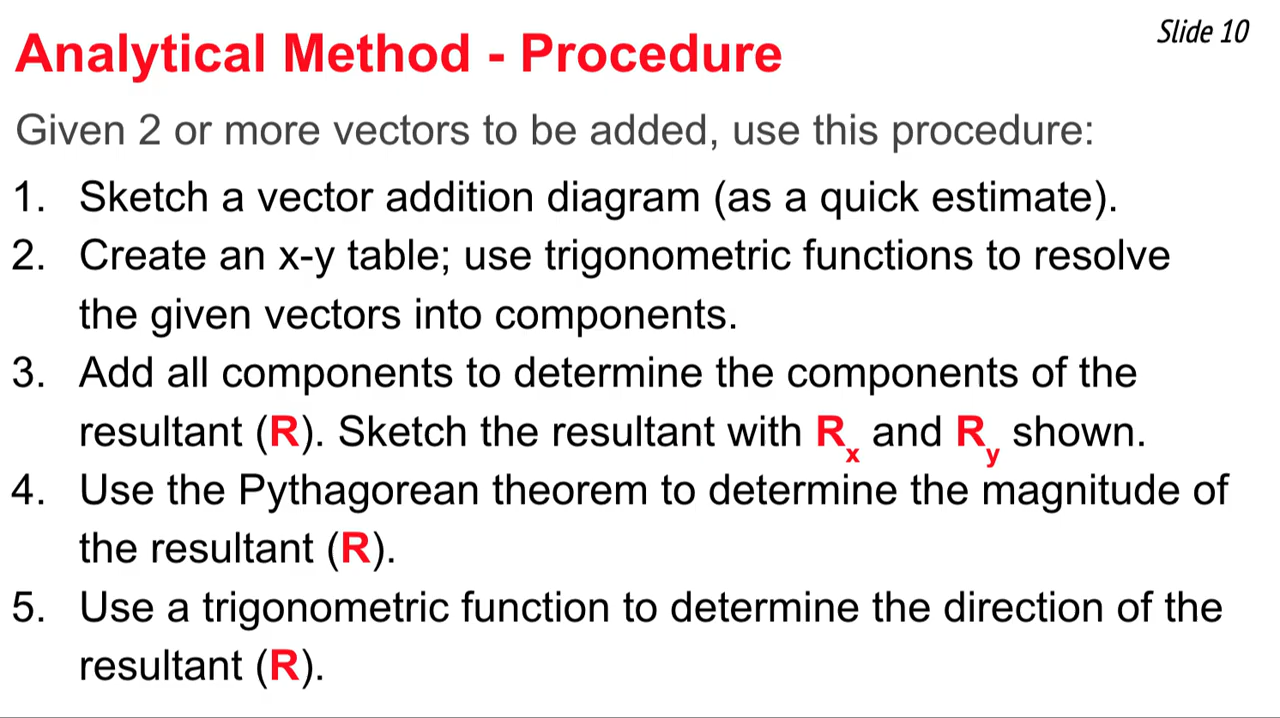 Slide 10
Analytical Method - Procedure
Given 2 or more vectors to be added, use this procedure:
1. Sketch a vector addition diagram (as a quick estimate).
2. Create an x-y table; use trigonometric functions to resolve
the given vectors into components.
3. Add all components to determine the components of the
resultant (R). Sketch the resultant with Rx and Ry shown.
4. Use the Pythagorean theorem to determine the magnitude of
the resultant (R).
5. Use a trigonometric function to determine the direction of the
resultant (R).